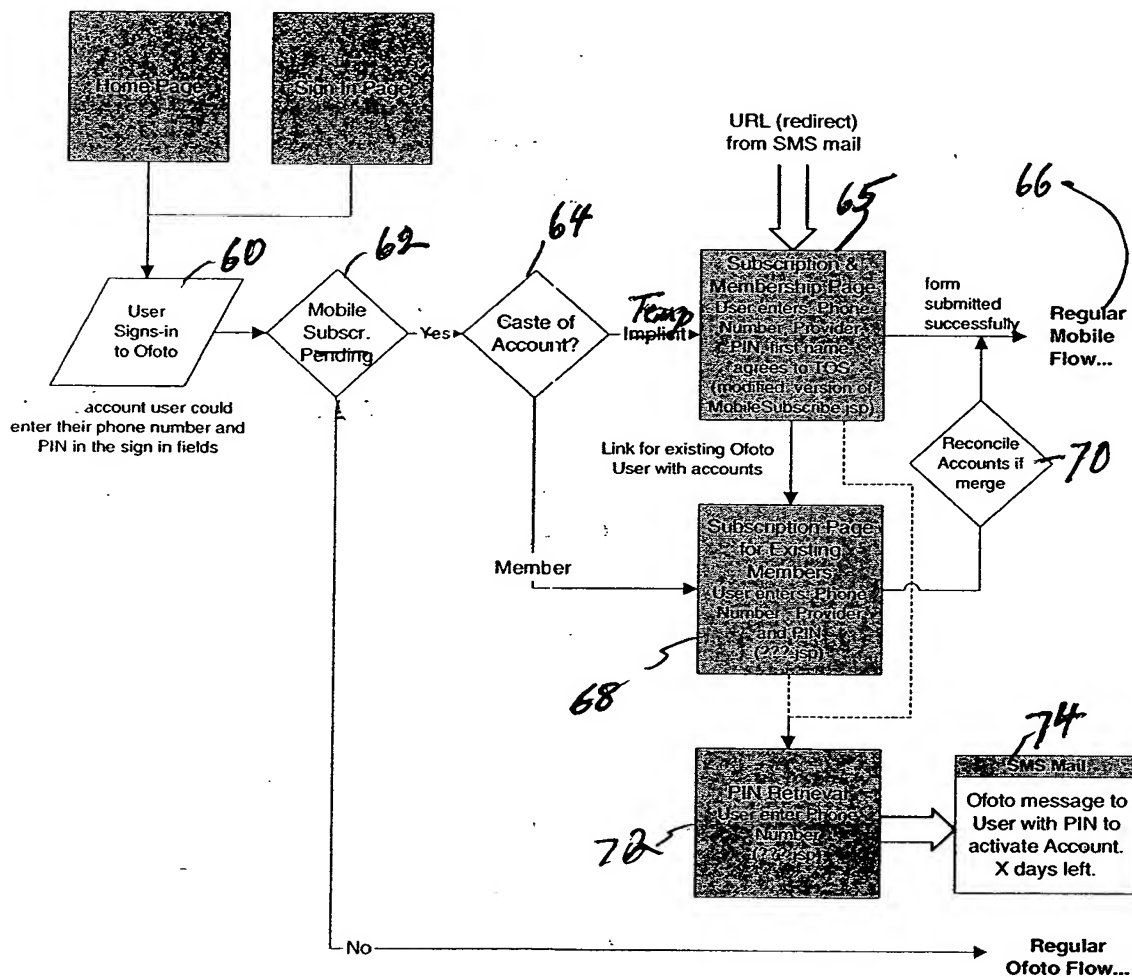 Home Page
Sign In Page
URL (redirect)
from SMS mail
66
65
64
62
60
User
Signs-in
to Ofoto
Mobile
Subscr.
Pending
Yes
Caste of
Account?
Temp
Implicit
Subscription &
Membership Page
User enters: Phone
Number, Provider,
PIN, first name,
agrees to TOS
(modified version of
MobileSubscribe.jsp)
form
submitted
successfully
Regular
Mobile
Flow...
account user could
enter their phone number and
PIN in the sign in fields
Link for existing Ofoto
User with accounts
Reconcile
Accounts if
merge
70
Member
Subscription Page
for Existing
Members
User enters: Phone
Number, Provider
and PIN
(???.jsp)
68
74
SMS Mail
PIN Retrieval
User enter Phone
Number
(???.jsp)
72
Ofoto message to
User with PIN to
activate Account.
X days left.
No
Regular
Ofoto Flow...